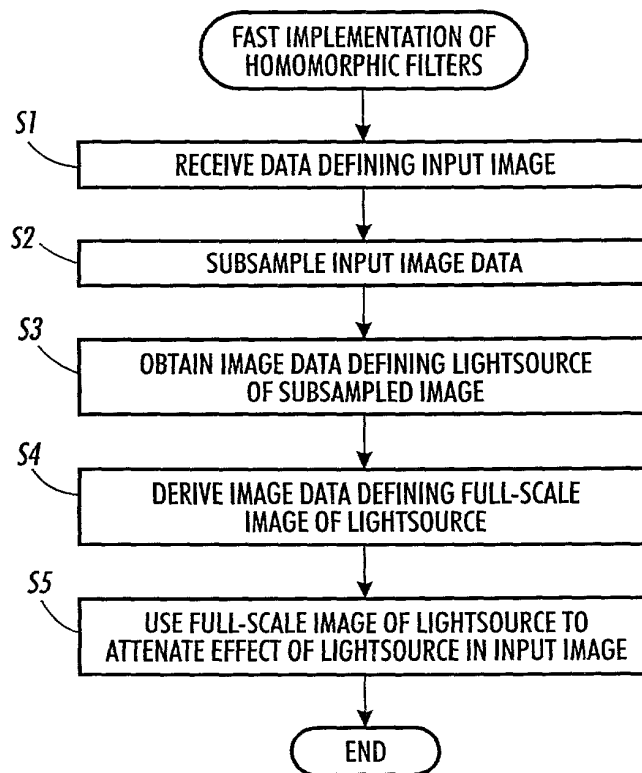 FAST IMPLEMENTATION OF
HOMOMORPHIC FILTERS
S1
RECEIVE DATA DEFINING INPUT IMAGE
S2
SUBSAMPLE INPUT IMAGE DATA
S3
OBTAIN IMAGE DATA DEFINING LIGHTSOURCE
OF SUBSAMPLED IMAGE
S4
DERIVE IMAGE DATA DEFINING FULL-SCALE
IMAGE OF LIGHTSOURCE
S5
USE FULL-SCALE IMAGE OF LIGHTSOURCE TO
ATTENATE EFFECT OF LIGHTSOURCE IN INPUT IMAGE
END